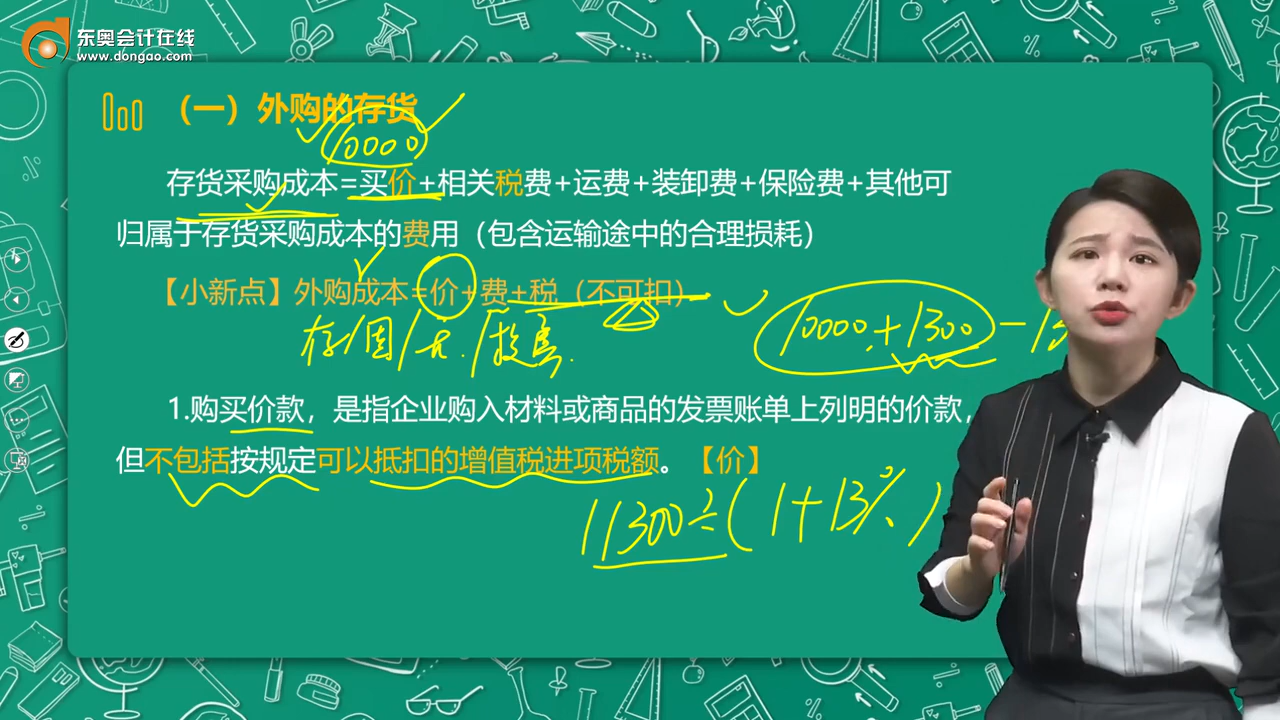 东奥会计在线
www.dongao.com
（一）外购的存货
10000
存货采购成本=买价+相关税费+运费+装卸费+保险费+其他可
归属于存货采购成本的费用（包含运输途中的合理损耗）
【小新点】外购成本=价+费+税（不可扣）
存/固/无/投房
10000+1300-13
1.购买价款，是指企业购入材料或商品的发票账单上列明的价款，
但不包括按规定可以抵扣的增值税进项税额。【价】
11300÷(1+13%)